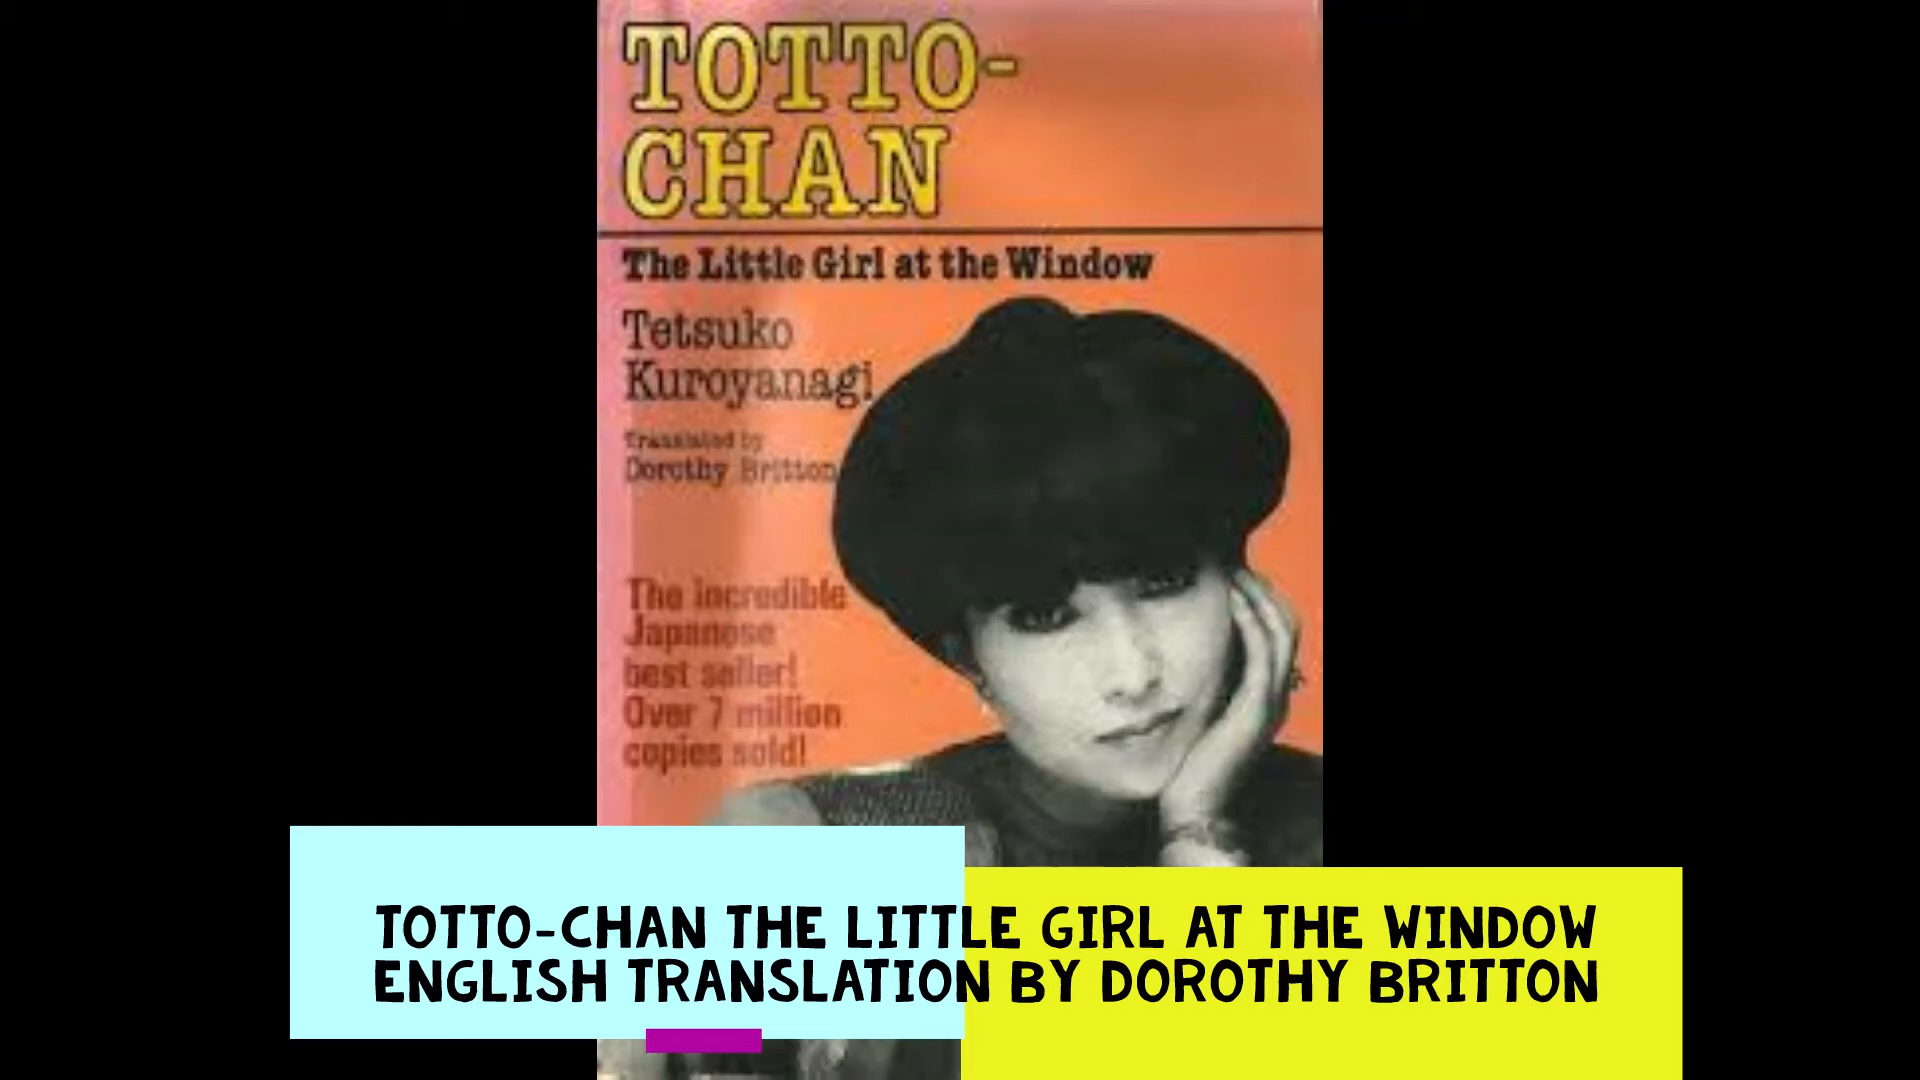 TOTTO-
CHAN
The Little Girl at the Window
Tetsuko
Kuroyanagi
Translated by
Dorothy Britton
The incredible
Japanese
best seller!
Over 7 million
copies sold!
TOTTO-CHAN THE LITTLE GIRL AT THE WINDOW
ENGLISH TRANSLATION BY DOROTHY BRITTON